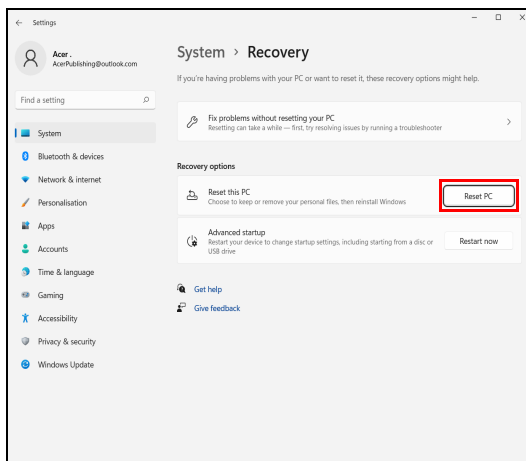 Settings
Acer .
AcerPublishing@outlook.com
Find a setting
System
Bluetooth & devices
Network & internet
Personalisation
Apps
Accounts
Time & language
Gaming
Accessibility
Privacy & security
Windows Update
System > Recovery
If you're having problems with your PC or want to reset it, these recovery options might help.
Fix problems without resetting your PC
Resetting can take a while — first, try resolving issues by running a troubleshooter
Recovery options
Reset this PC
Choose to keep or remove your personal files, then reinstall Windows
Reset PC
Advanced startup
Restart your device to change startup settings, including starting from a disc or
USB drive
Restart now
Get help
Give feedback